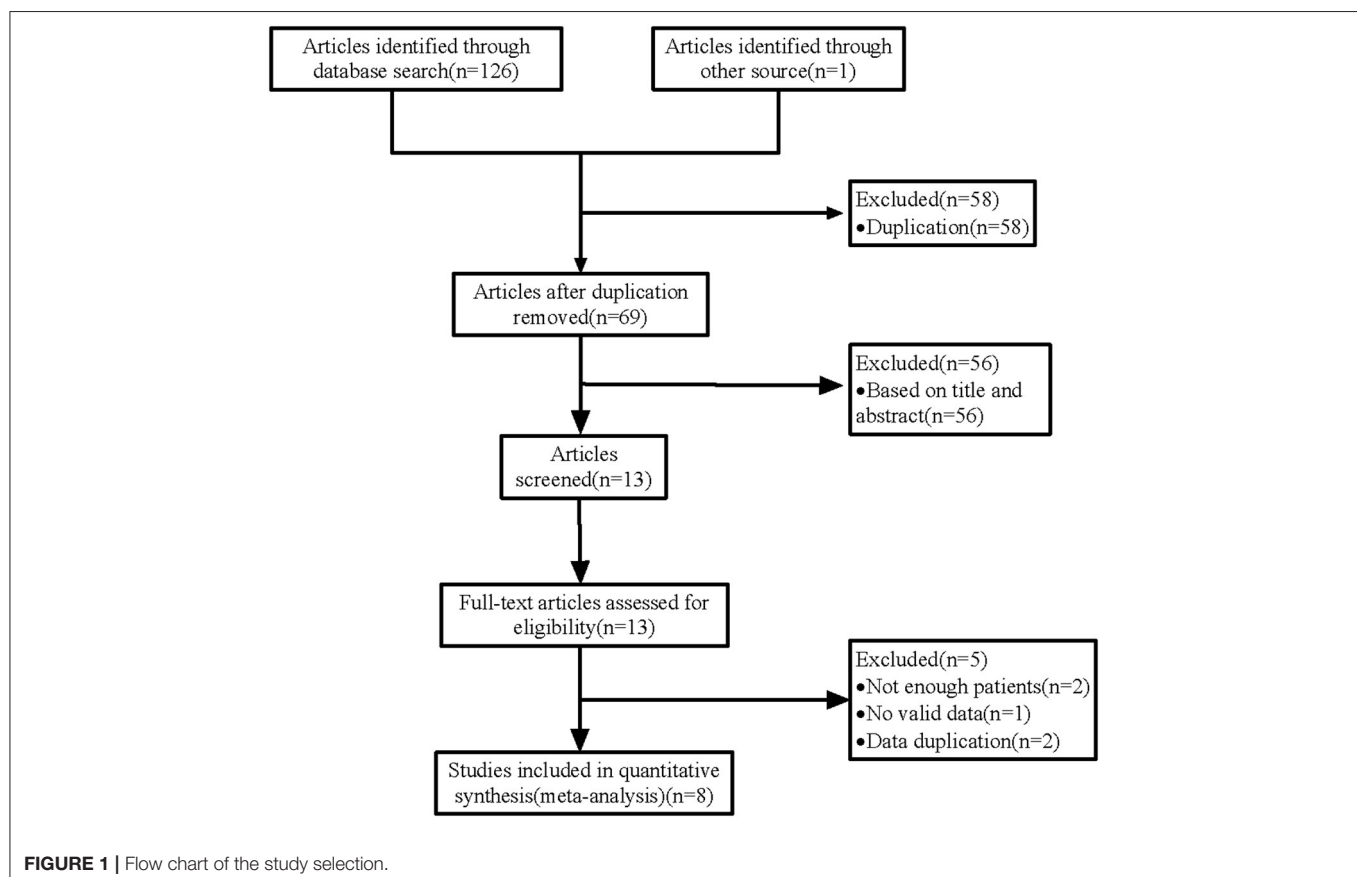 Articles identified through
database search(n=126)
Articles identified through
other source(n=1)
Excluded(n=58)
●Duplication(n=58)
Articles after duplication
removed(n=69)
Excluded(n=56)
●Based on title and
abstract(n=56)
Articles
screened(n=13)
Full-text articles assessed for
eligibility(n=13)
Excluded(n=5)
●Not enough patients(n=2)
●No valid data(n=1)
●Data duplication(n=2)
Studies included in quantitative
synthesis(meta-analysis)(n=8)
FIGURE 1 | Flow chart of the study selection.